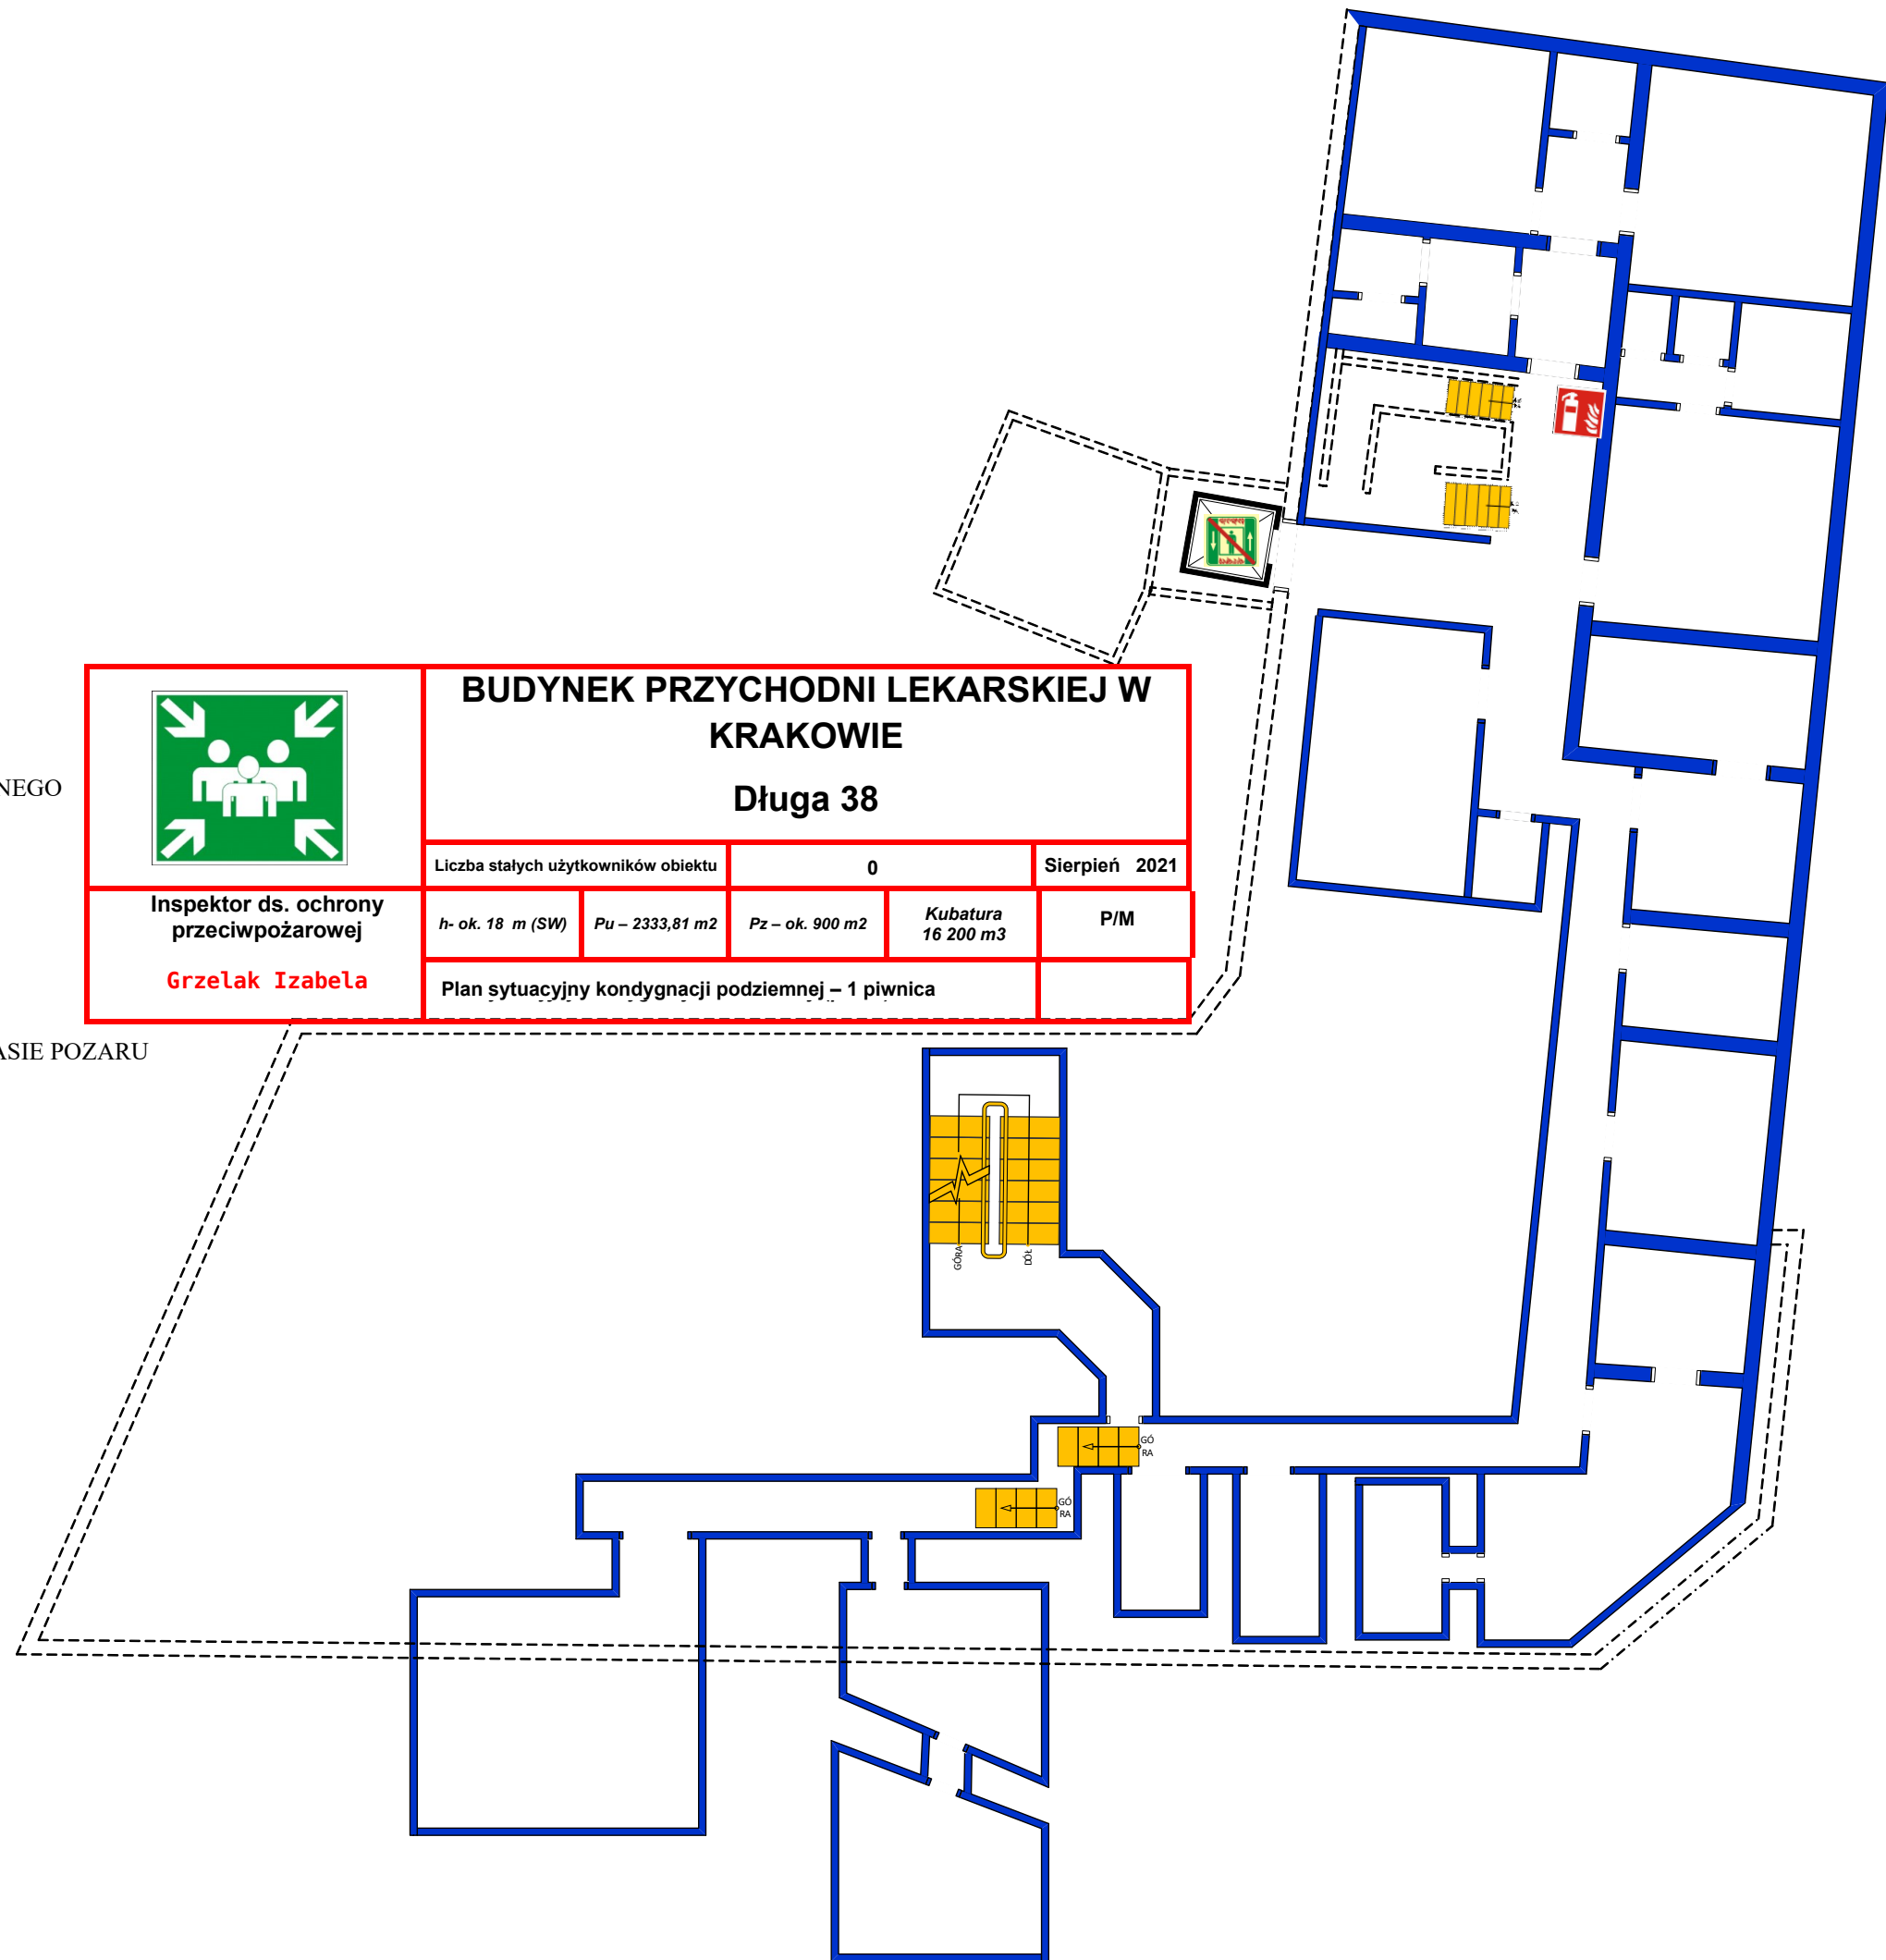 BUDYNEK PRZYCHODNI LEKARSKIEJ W
KRAKOWIE
Długa 38
NEGO
Liczba stałych użytkowników obiektu
0
Sierpień 2021
Inspektor ds. ochrony
przeciwpożarowej
Grzelak Izabela
h- ok. 18 m (SW)
Pu – 2333,81 m2
Pz – ok. 900 m2
Kubatura
16 200 m3
P/M
Plan sytuacyjny kondygnacji podziemnej – 1 piwnica
ASIE POZARU
GÓRA
DÓŁ
GÓ
RA
GÓ
RA